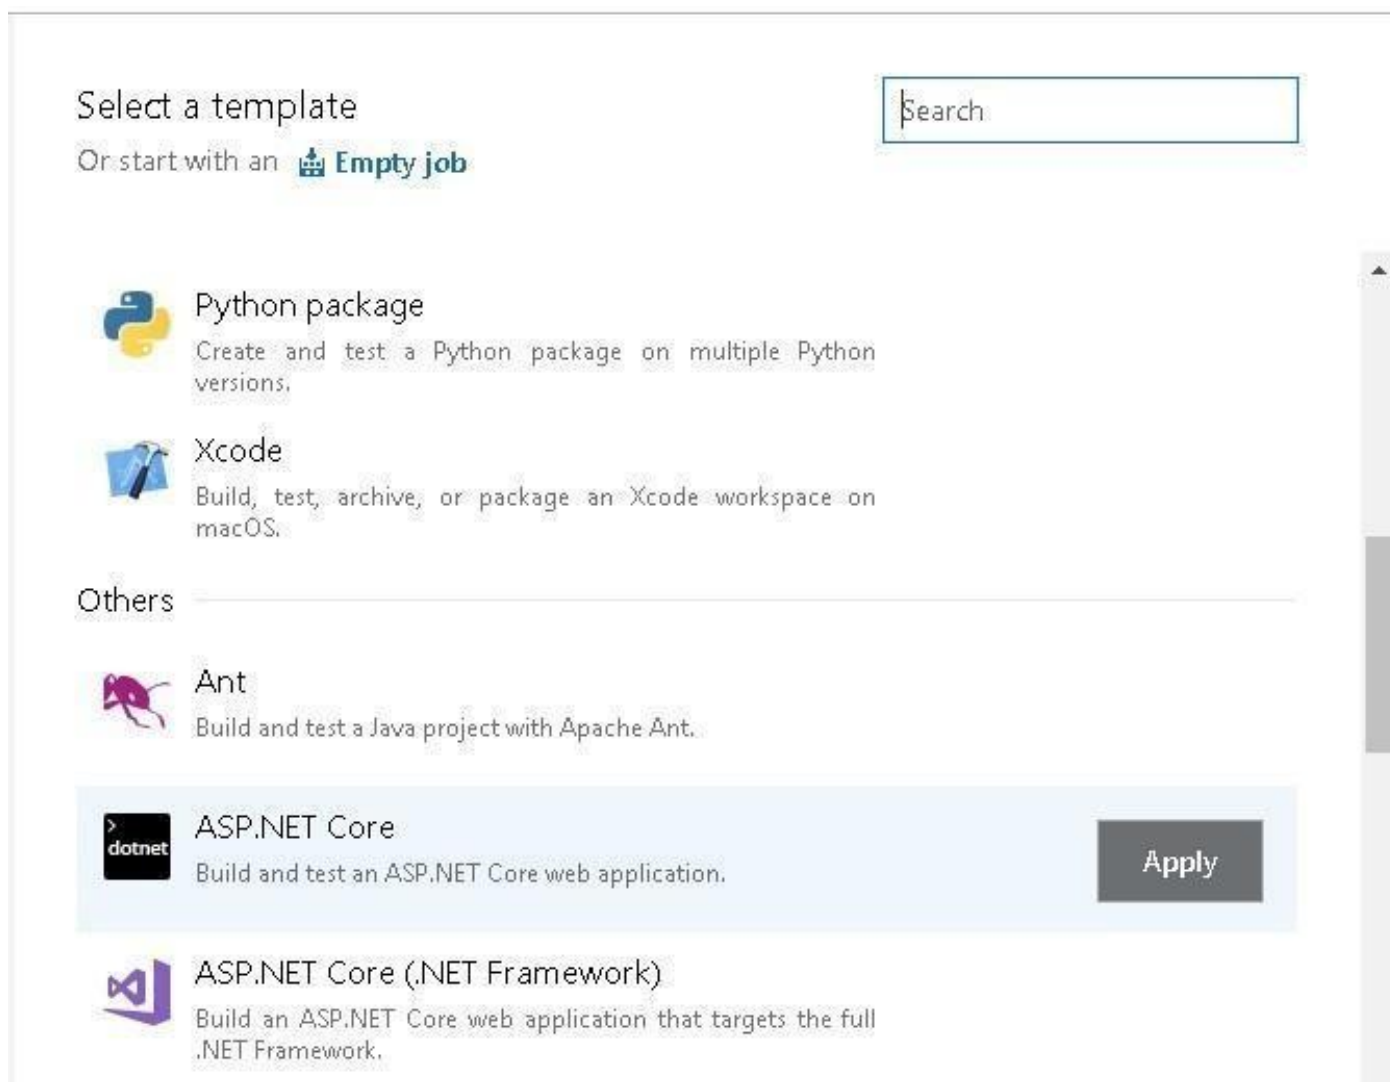 Select a template
Search
Or start with an Empty job
Python package
Create and test a Python package on multiple Python
versions.
Xcode
Build, test, archive, or package an Xcode workspace on
macOS.
Others
Ant
Build and test a Java project with Apache Ant.
>
dotnet
ASP.NET Core
Build and test an ASP.NET Core web application.
Apply
ASP.NET Core (.NET Framework)
Build an ASP.NET Core web application that targets the full
.NET Framework.